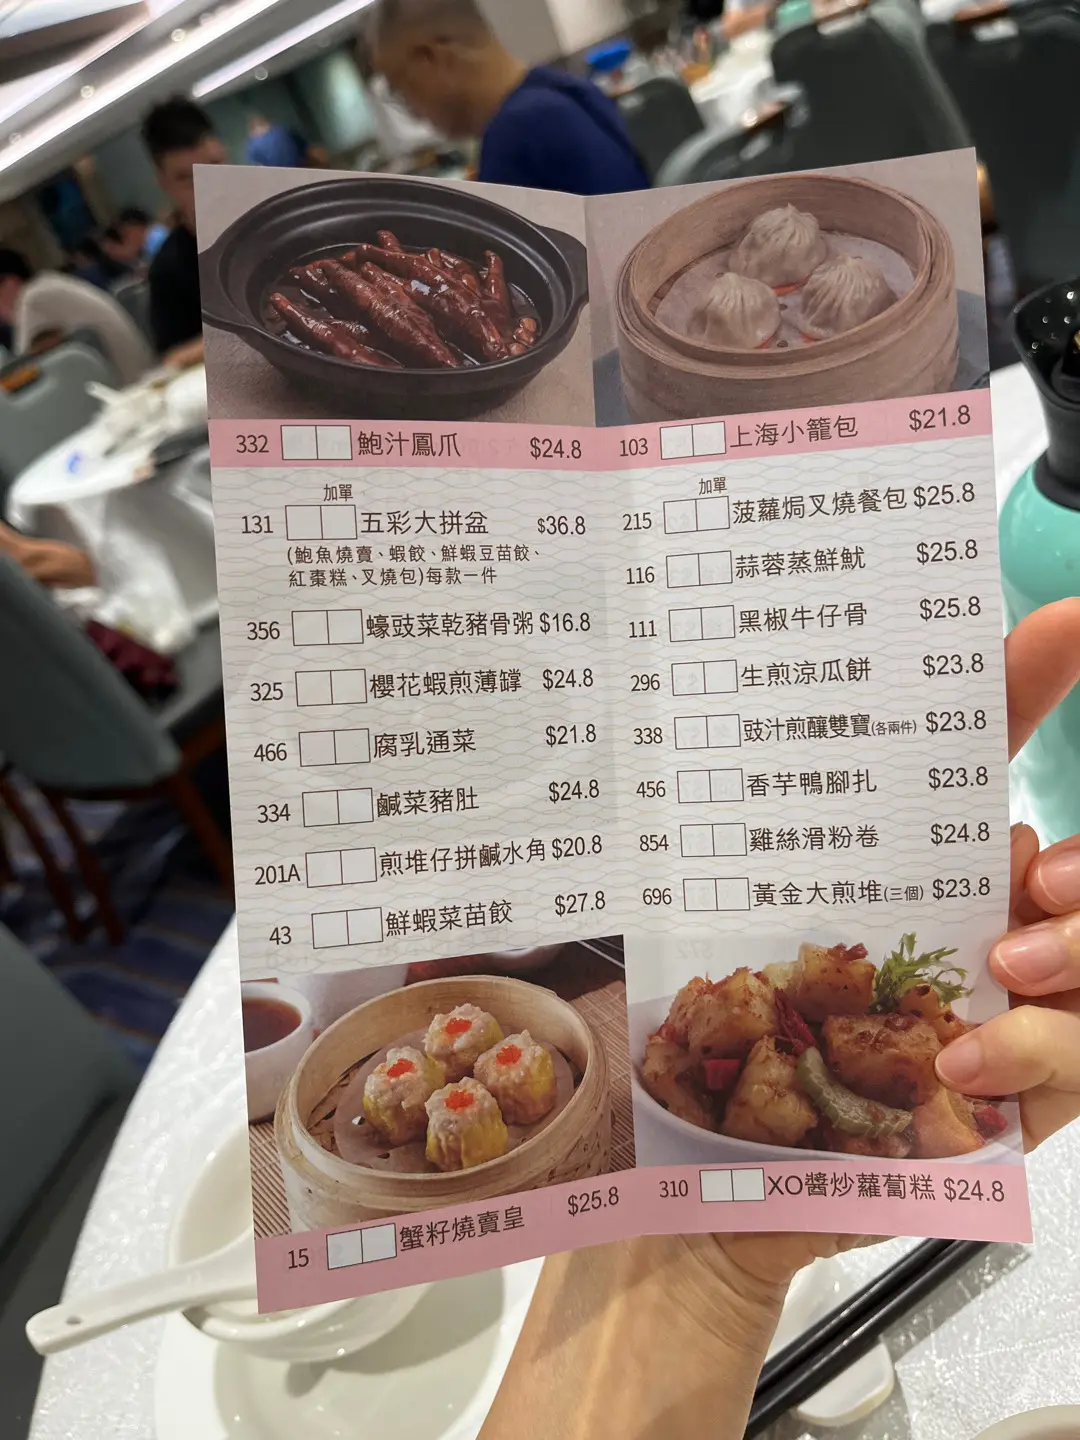 332 鮑汁鳳爪 $24.8
103 上海小籠包 $21.8
加單
131 五彩大拼盆 $36.8
(鮑魚燒賣、蝦餃、鮮蝦豆苗餃、
紅棗糕、叉燒包)每款一件
356 蠔豉菜乾豬骨粥 $16.8
325 櫻花蝦煎薄罉 $24.8
466 腐乳通菜 $21.8
334 鹹菜豬肚 $24.8
201A 煎堆仔拼鹹水角 $20.8
43 鮮蝦菜苗餃 $27.8
加單
215 菠蘿焗叉燒餐包 $25.8
116 蒜蓉蒸鮮魷 $25.8
111 黑椒牛仔骨 $25.8
296 生煎涼瓜餅 $23.8
338 豉汁煎釀雙寶(各兩件) $23.8
456 香芋鴨腳扎 $23.8
854 雞絲滑粉卷 $24.8
696 黃金大煎堆(三個) $23.8
15 蟹籽燒賣皇 $25.8
310 XO醬炒蘿蔔糕 $24.8